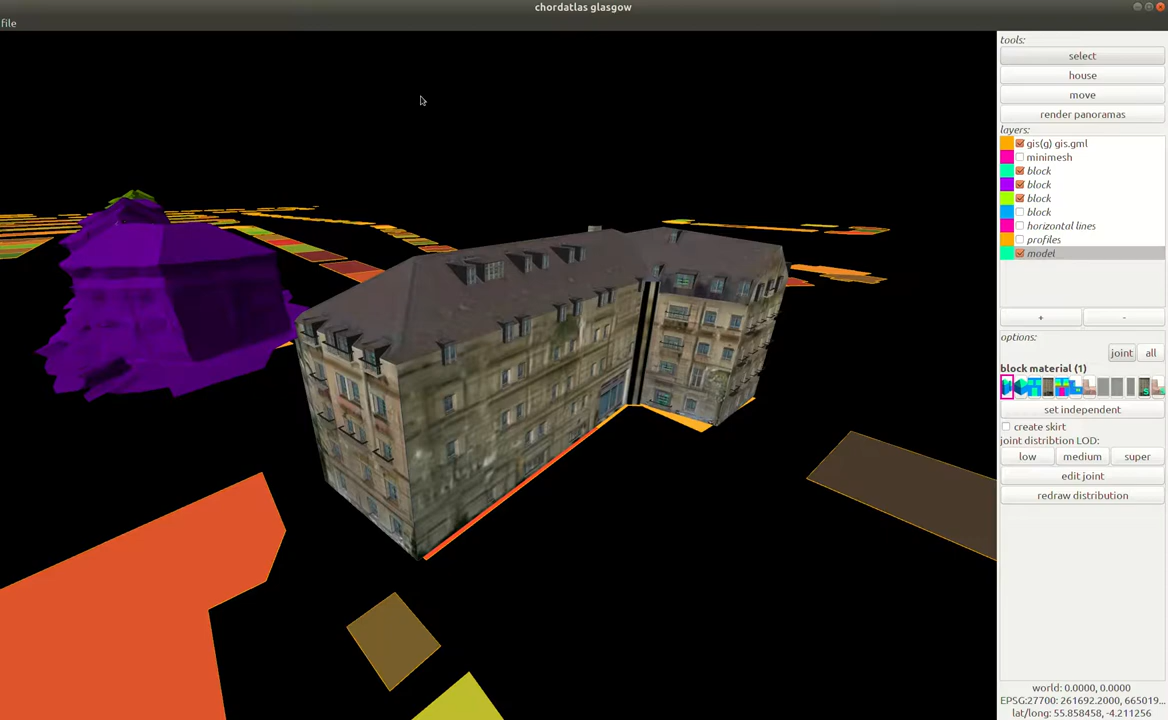 chordatlas glasgow
file
tools:
select
house
move
render panoramas
layers:
gis(g) gis.gml
minimesh
block
block
block
block
horizontal lines
profiles
model
+
-
options:
joint all
block material (1)
set independent
create skirt
joint distribtion LOD:
low medium super
edit joint
redraw distribution
world: 0.0000, 0.0000
EPSG:27700: 261692.2000, 665019...
lat/long: 55.858458, -4.211256